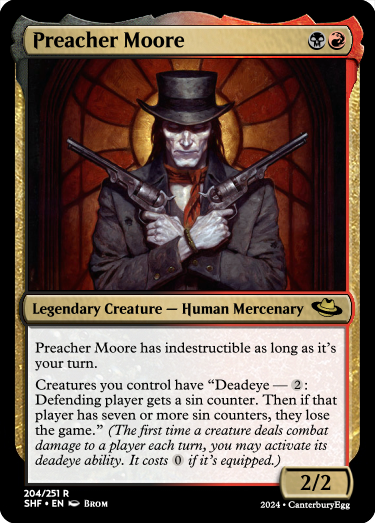 Preacher Moore
Legendary Creature — Human Mercenary
Preacher Moore has indestructible as long as it's
your turn.
Creatures you control have “Deadeye — 2:
Defending player gets a sin counter. Then if that
player has seven or more sin counters, they lose
the game.” (The first time a creature deals combat
damage to a player each turn, you may activate its
deadeye ability. It costs 0 if it's equipped.)
2/2
204/251 R
SHF • EN BROM
2024 • CanterburyEgg